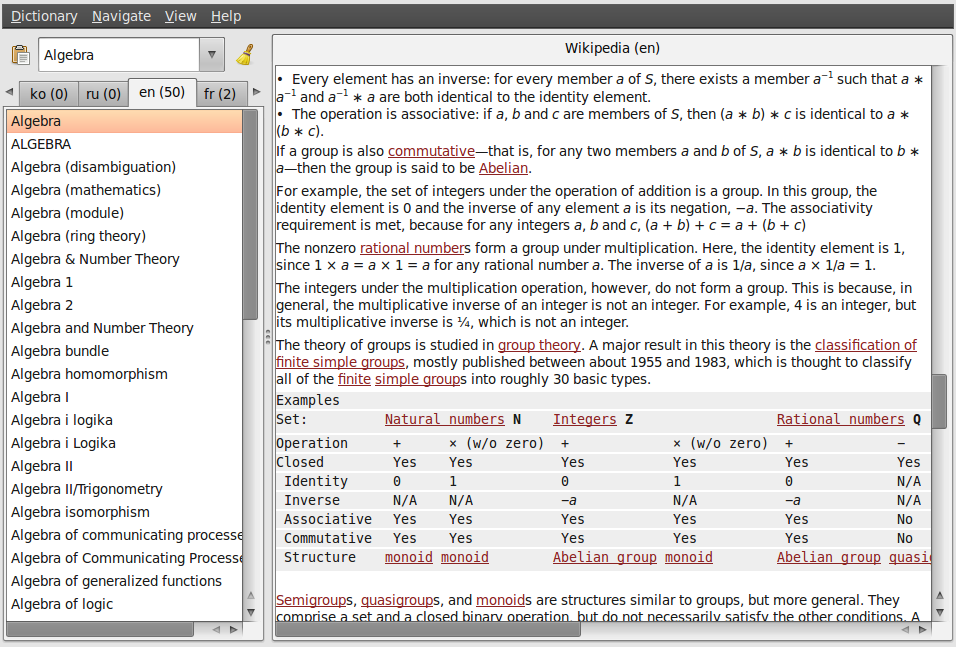 Dictionary Navigate View Help
Algebra
Wikipedia (en)
ko (0) ru (0) en (50) fr (2)
Algebra
ALGEBRA
Algebra (disambiguation)
Algebra (mathematics)
Algebra (module)
Algebra (ring theory)
Algebra & Number Theory
Algebra 1
Algebra 2
Algebra and Number Theory
Algebra bundle
Algebra homomorphism
Algebra I
Algebra i logika
Algebra i Logika
Algebra II
Algebra II/Trigonometry
Algebra isomorphism
Algebra of communicating processe
Algebra of Communicating Processe
Algebra of generalized functions
Algebra of logic
• Every element has an inverse: for every member a of S, there exists a member a⁻¹ such that a ∗
a⁻¹ and a⁻¹ ∗ a are both identical to the identity element.
• The operation is associative: if a, b and c are members of S, then (a ∗ b) ∗ c is identical to a ∗
(b ∗ c).
If a group is also commutative—that is, for any two members a and b of S, a ∗ b is identical to b ∗
a—then the group is said to be Abelian.
For example, the set of integers under the operation of addition is a group. In this group, the
identity element is 0 and the inverse of any element a is its negation, −a. The associativity
requirement is met, because for any integers a, b and c, (a + b) + c = a + (b + c)
The nonzero rational numbers form a group under multiplication. Here, the identity element is 1,
since 1 × a = a × 1 = a for any rational number a. The inverse of a is 1/a, since a × 1/a = 1.
The integers under the multiplication operation, however, do not form a group. This is because, in
general, the multiplicative inverse of an integer is not an integer. For example, 4 is an integer, but
its multiplicative inverse is ¼, which is not an integer.
The theory of groups is studied in group theory. A major result in this theory is the classification of
finite simple groups, mostly published between about 1955 and 1983, which is thought to classify
all of the finite simple groups into roughly 30 basic types.
Examples
Set: Natural numbers N Integers Z Rational numbers Q
Operation + × (w/o zero) + × (w/o zero) + −
Closed Yes Yes Yes Yes Yes Yes
Identity 0 1 0 1 0 N/A
Inverse N/A N/A −a N/A −a N/A
Associative Yes Yes Yes Yes Yes No
Commutative Yes Yes Yes Yes Yes No
Structure monoid monoid Abelian group monoid Abelian group quasi
Semigroups, quasigroups, and monoids are structures similar to groups, but more general. They
comprise a set and a closed binary operation, but do not necessarily satisfy the other conditions. A